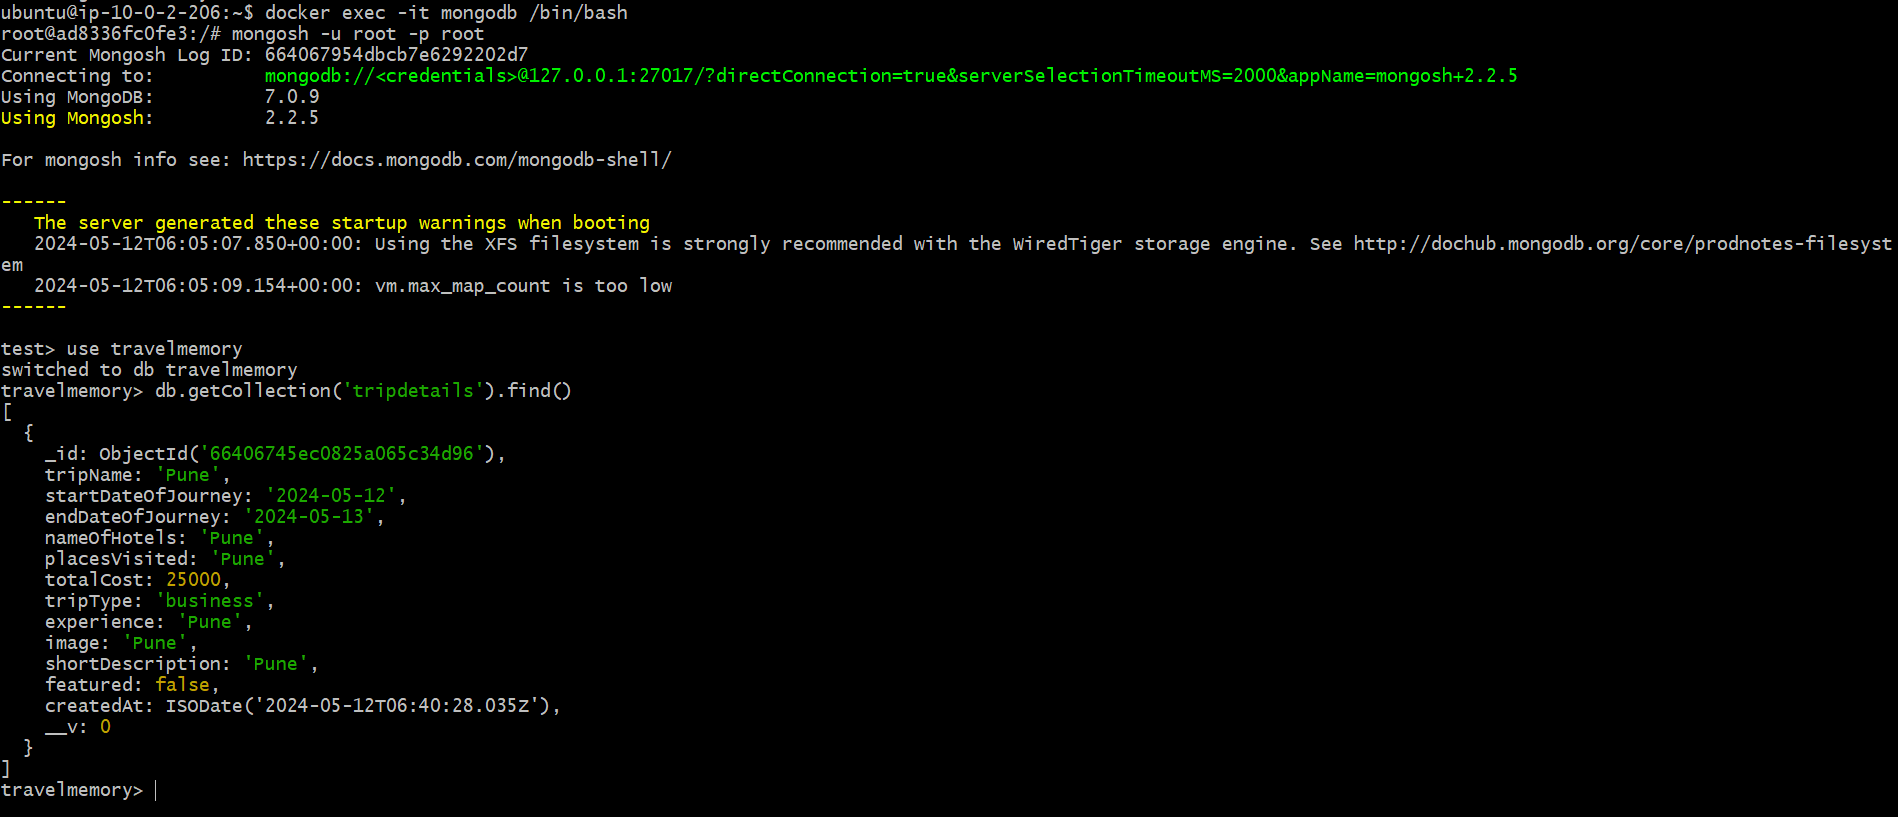 ubuntu@ip-10-0-2-206:~$ docker exec -it mongodb /bin/bash
root@ad8336fc0fe3:/# mongosh -u root -p root
Current Mongosh Log ID: 664067954dbcb7e6292202d7
Connecting to:          mongodb://<credentials>@127.0.0.1:27017/?directConnection=true&serverSelectionTimeoutMS=2000&appName=mongosh+2.2.5
Using MongoDB:          7.0.9
Using Mongosh:          2.2.5
For mongosh info see: https://docs.mongodb.com/mongodb-shell/
------
   The server generated these startup warnings when booting
   2024-05-12T06:05:07.850+00:00: Using the XFS filesystem is strongly recommended with the WiredTiger storage engine. See http://dochub.mongodb.org/core/prodnotes-filesyst
em
   2024-05-12T06:05:09.154+00:00: vm.max_map_count is too low
------
test> use travelmemory
switched to db travelmemory
travelmemory> db.getCollection('tripdetails').find()
[
  {
    _id: ObjectId('66406745ec0825a065c34d96'),
    tripName: 'Pune',
    startDateOfJourney: '2024-05-12',
    endDateOfJourney: '2024-05-13',
    nameOfHotels: 'Pune',
    placesVisited: 'Pune',
    totalCost: 25000,
    tripType: 'business',
    experience: 'Pune',
    image: 'Pune',
    shortDescription: 'Pune',
    featured: false,
    createdAt: ISODate('2024-05-12T06:40:28.035Z'),
    __v: 0
  }
]
travelmemory>